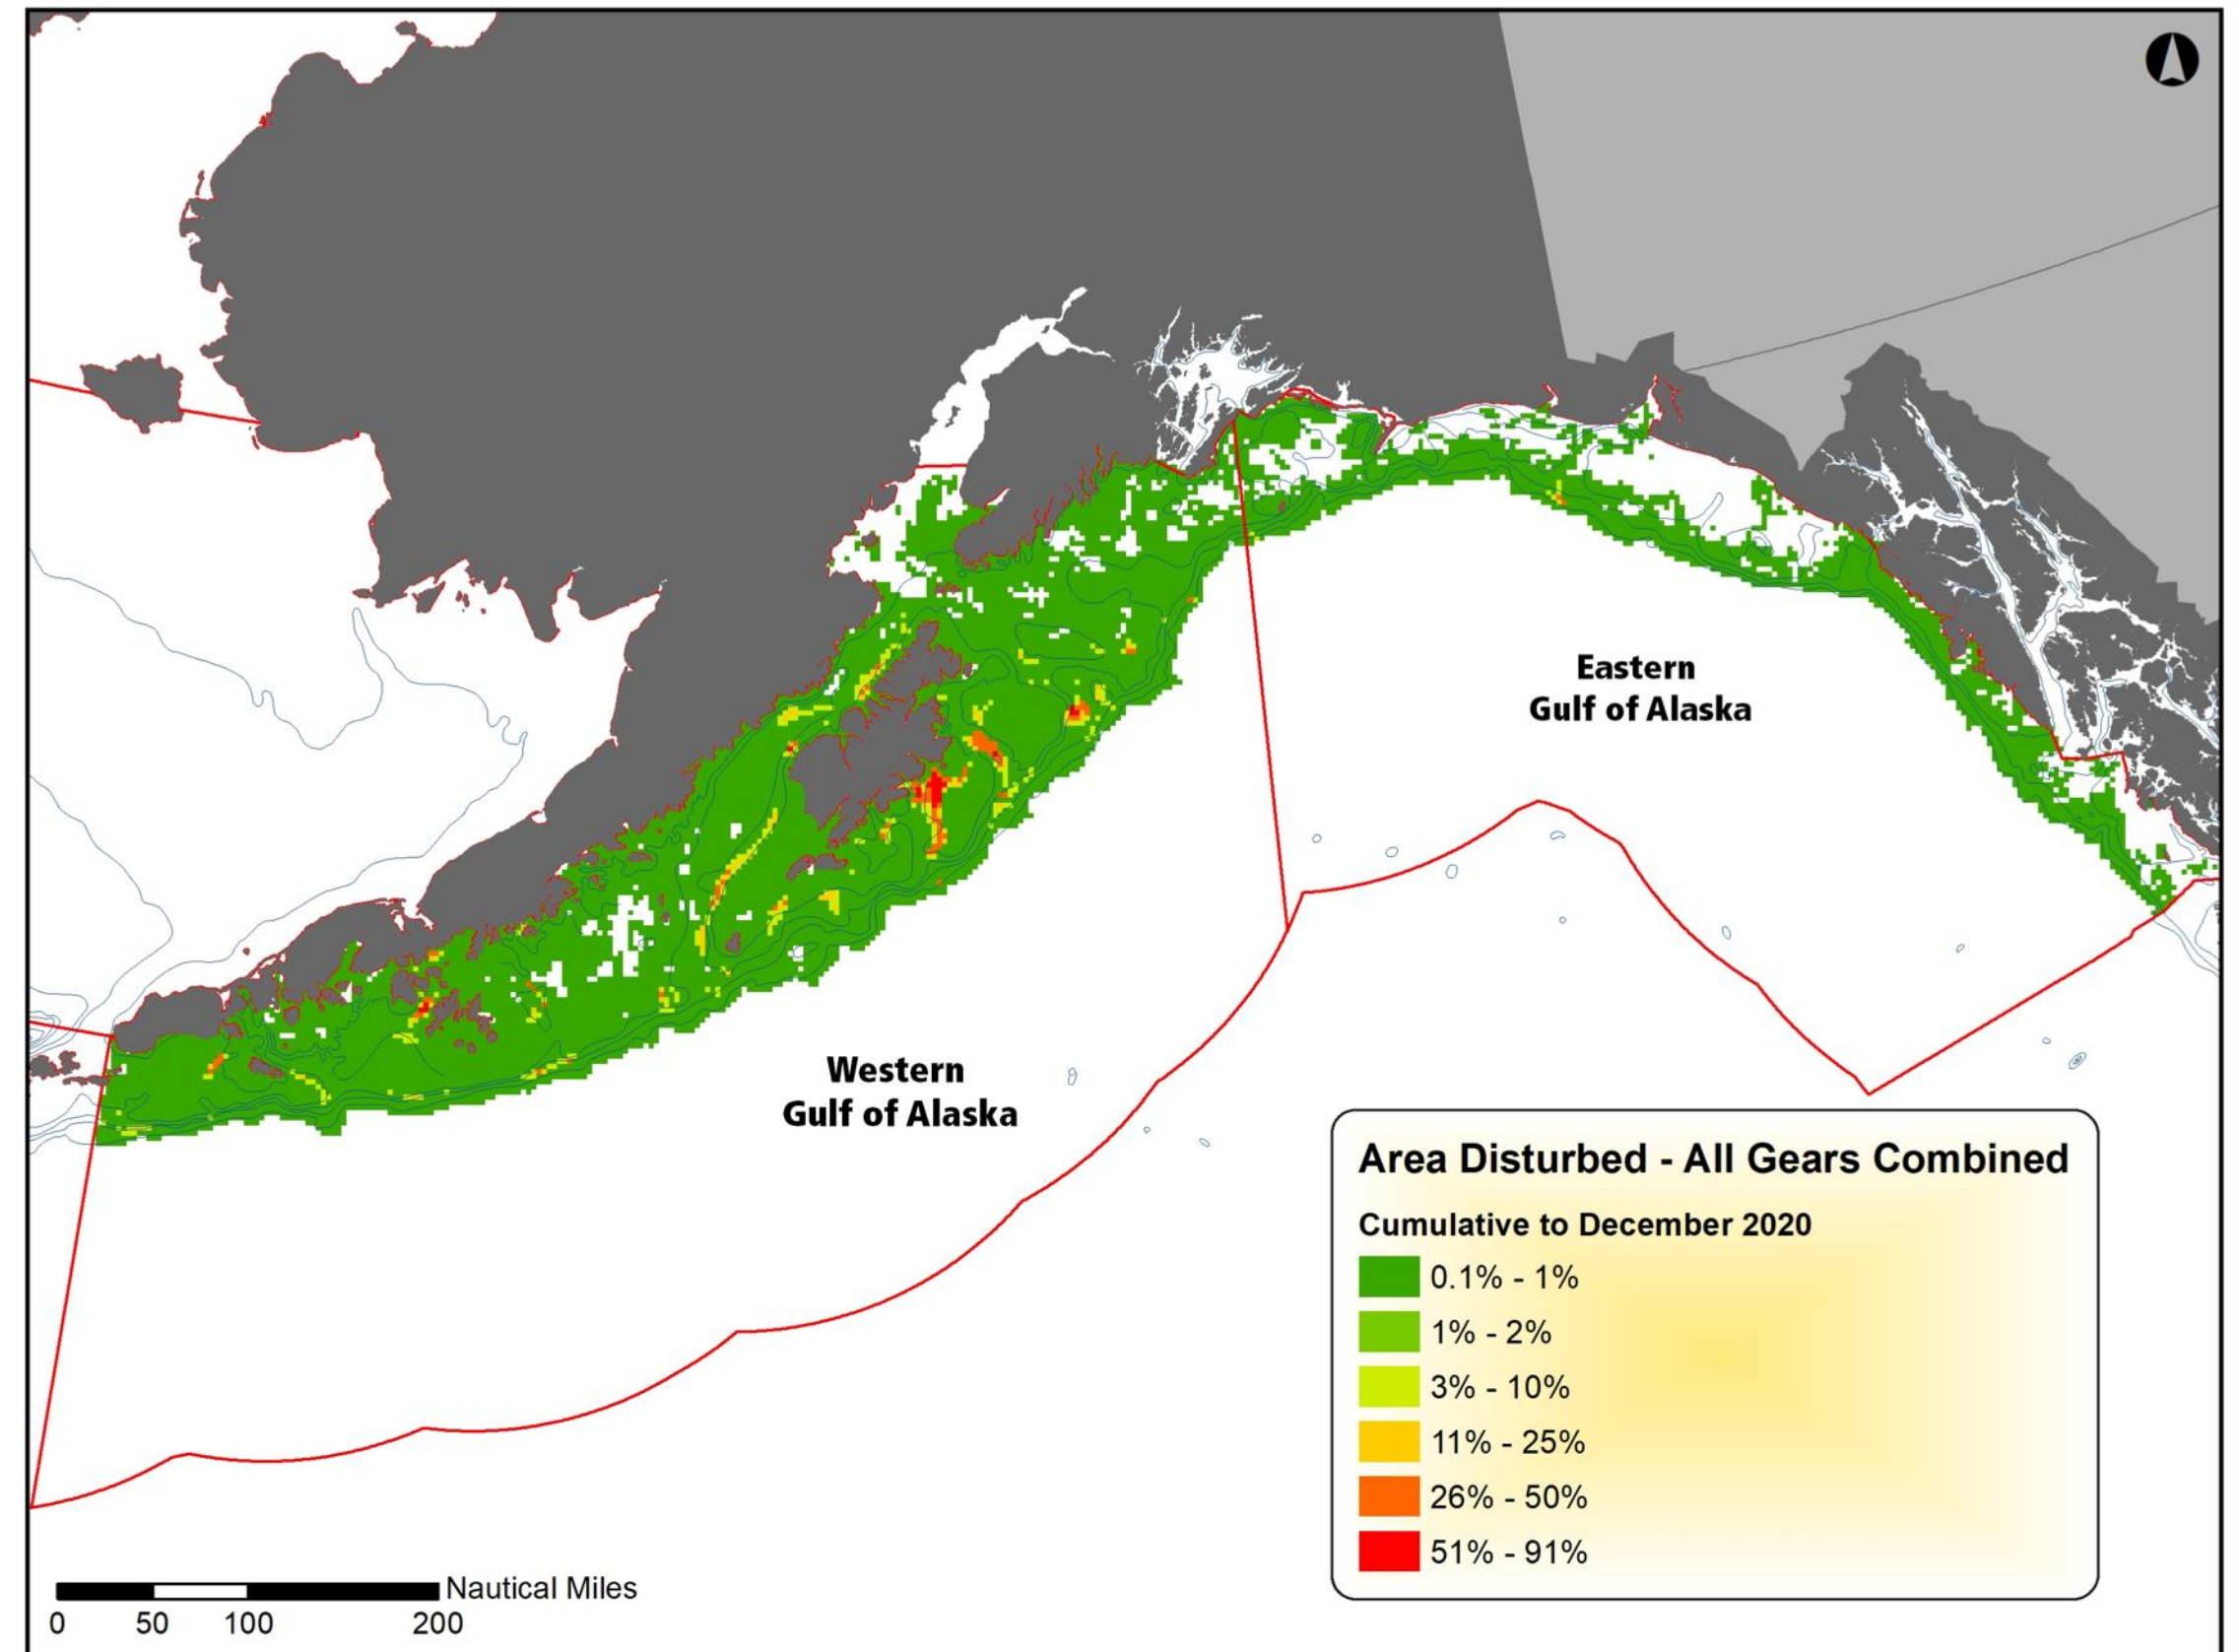 Eastern
Gulf of Alaska
Western
Gulf of Alaska
Area Disturbed - All Gears Combined
Cumulative to December 2020
0.1% - 1%
1% - 2%
3% - 10%
11% - 25%
26% - 50%
51% - 91%
Nautical Miles
0 50 100 200